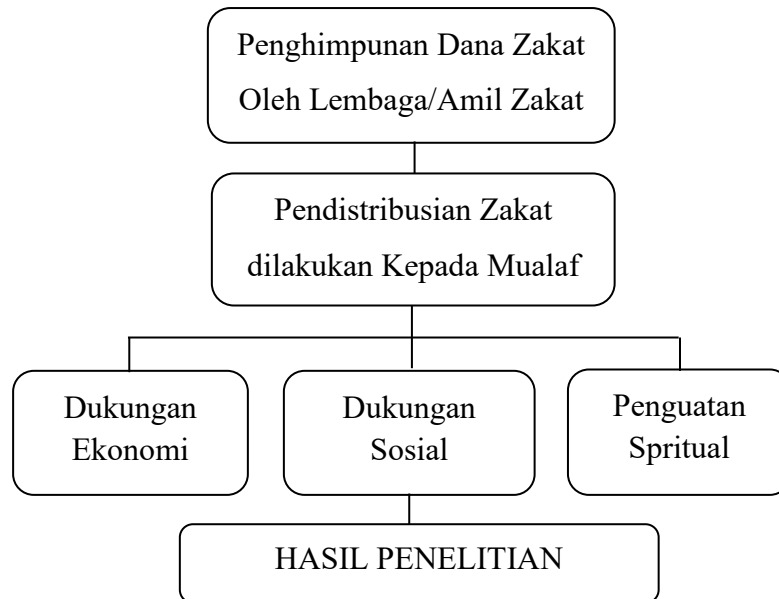 Penghimpunan Dana Zakat
Oleh Lembaga/Amil Zakat
Pendistribusian Zakat
dilakukan Kepada Mualaf
Dukungan
Ekonomi
Dukungan
Sosial
Penguatan
Spritual
HASIL PENELITIAN